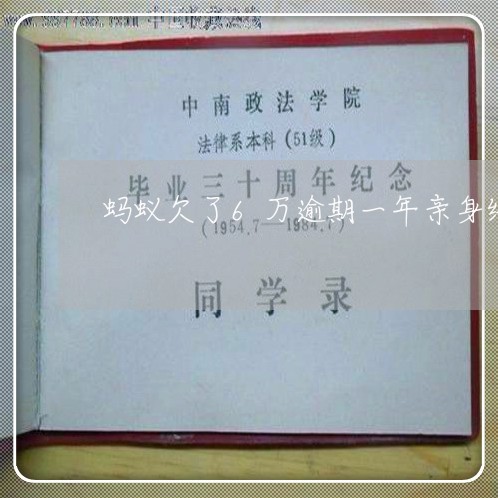 中南政法学院
法律系本科(51级)
毕业三十周年纪念
蚂蚁欠了6万逾期一年亲身
(1954.7—1984.7)
同学录